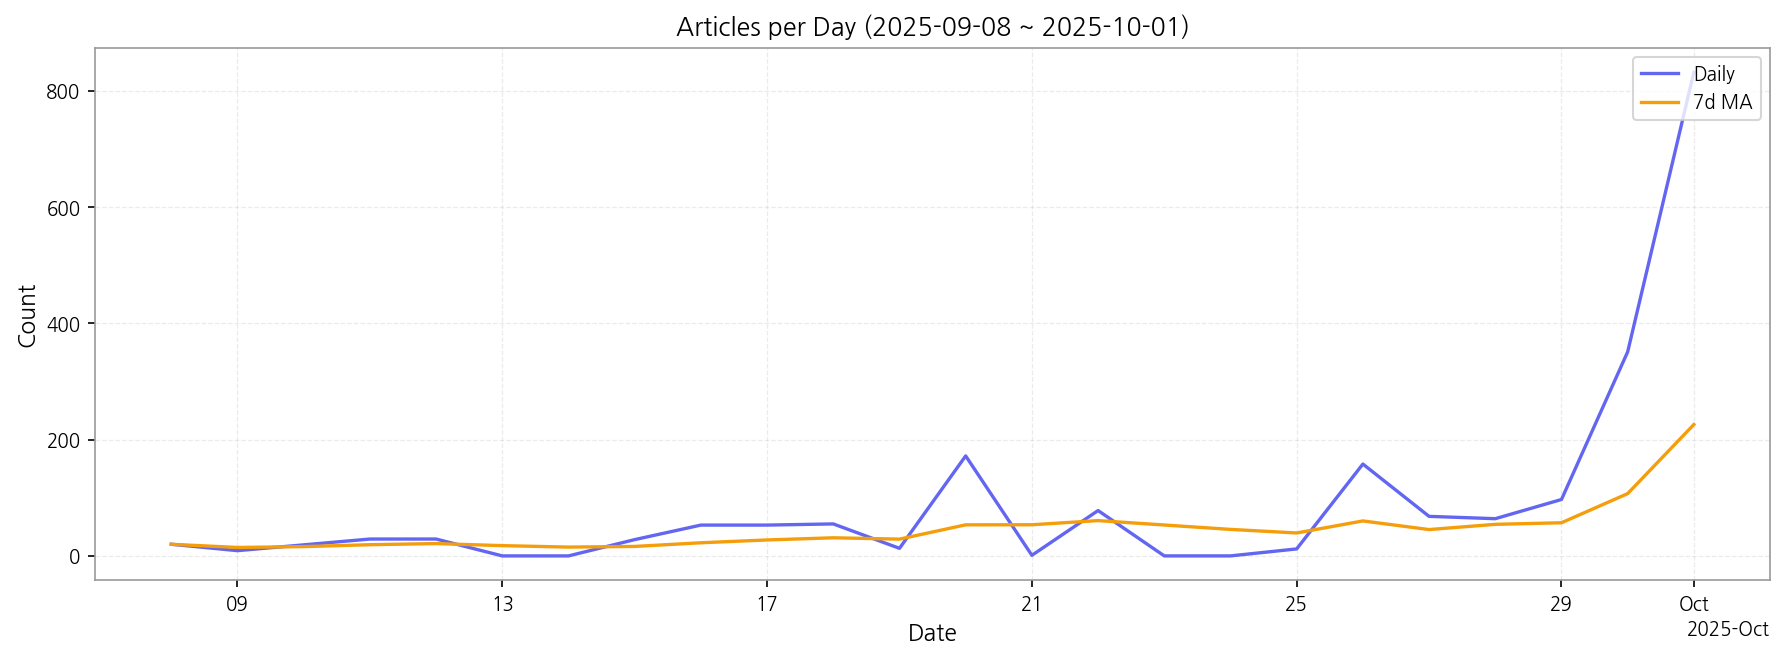 Articles per Day (2025-09-08 ~ 2025-10-01)
Daily
7d MA
800
600
400
200
0
Count
09
13
17
21
25
29
Oct
2025-Oct
Date